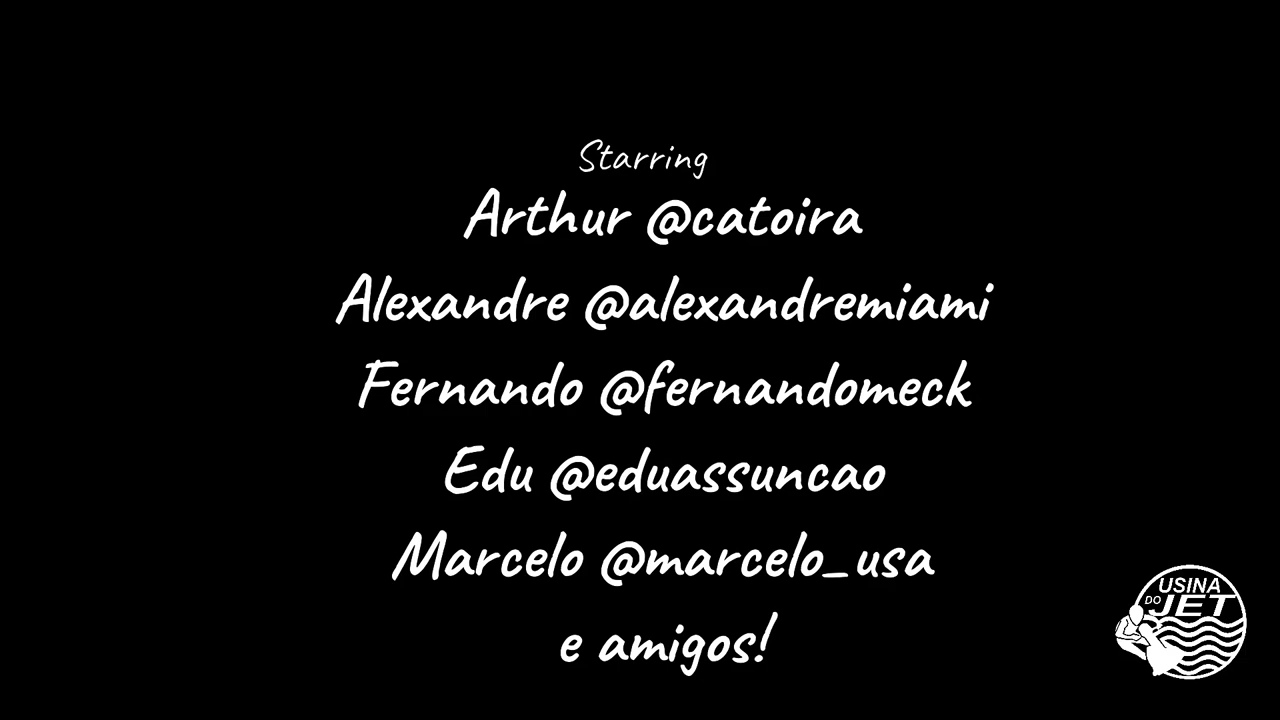 Starring
Arthur @catoira
Alexandre @alexandremiami
Fernando @fernandomeck
Edu @eduassuncao
Marcelo @marcelo_usa
e amigos!
USINA
DO JET